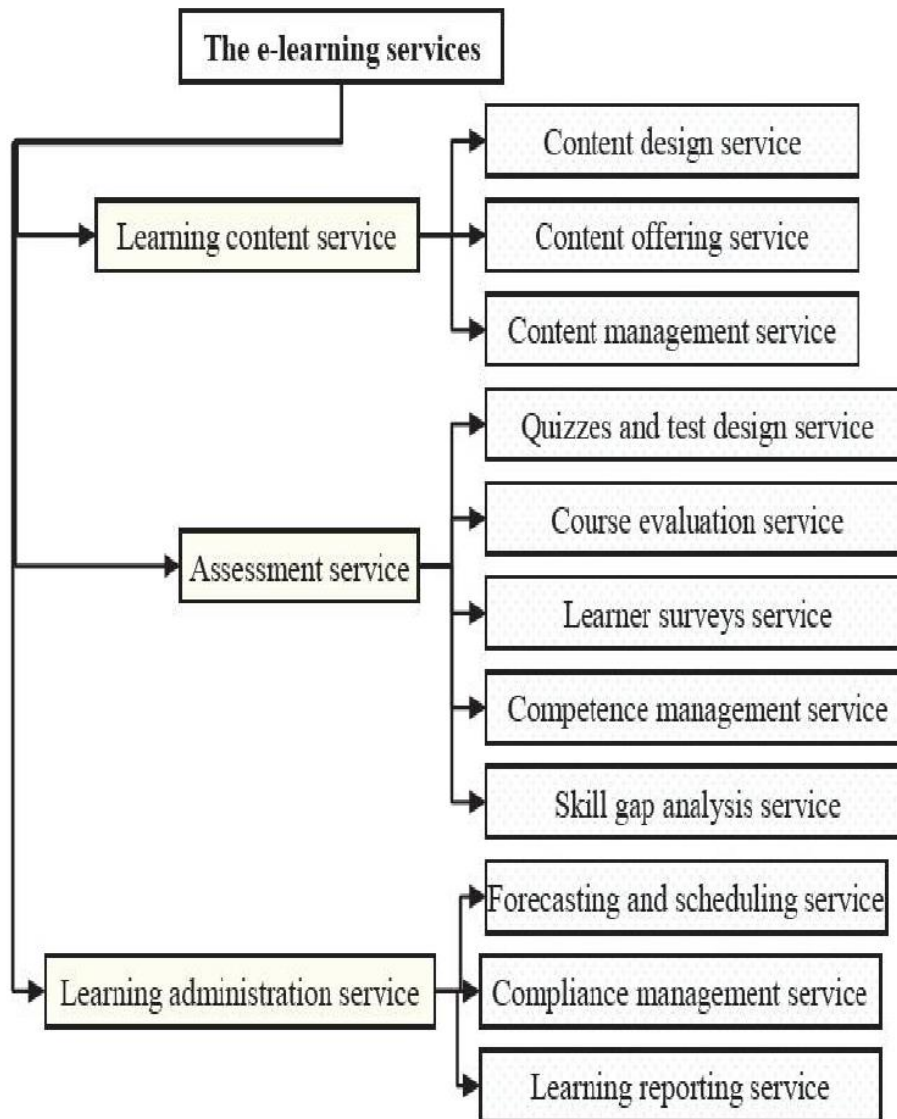 The e-learning services
Content design service
Learning content service
Content offering service
Content management service
Quizzes and test design service
Course evaluation service
Assessment service
Learner surveys service
Competence management service
Skill gap analysis service
Forecasting and scheduling service
Learning administration service
Compliance management service
Learning reporting service